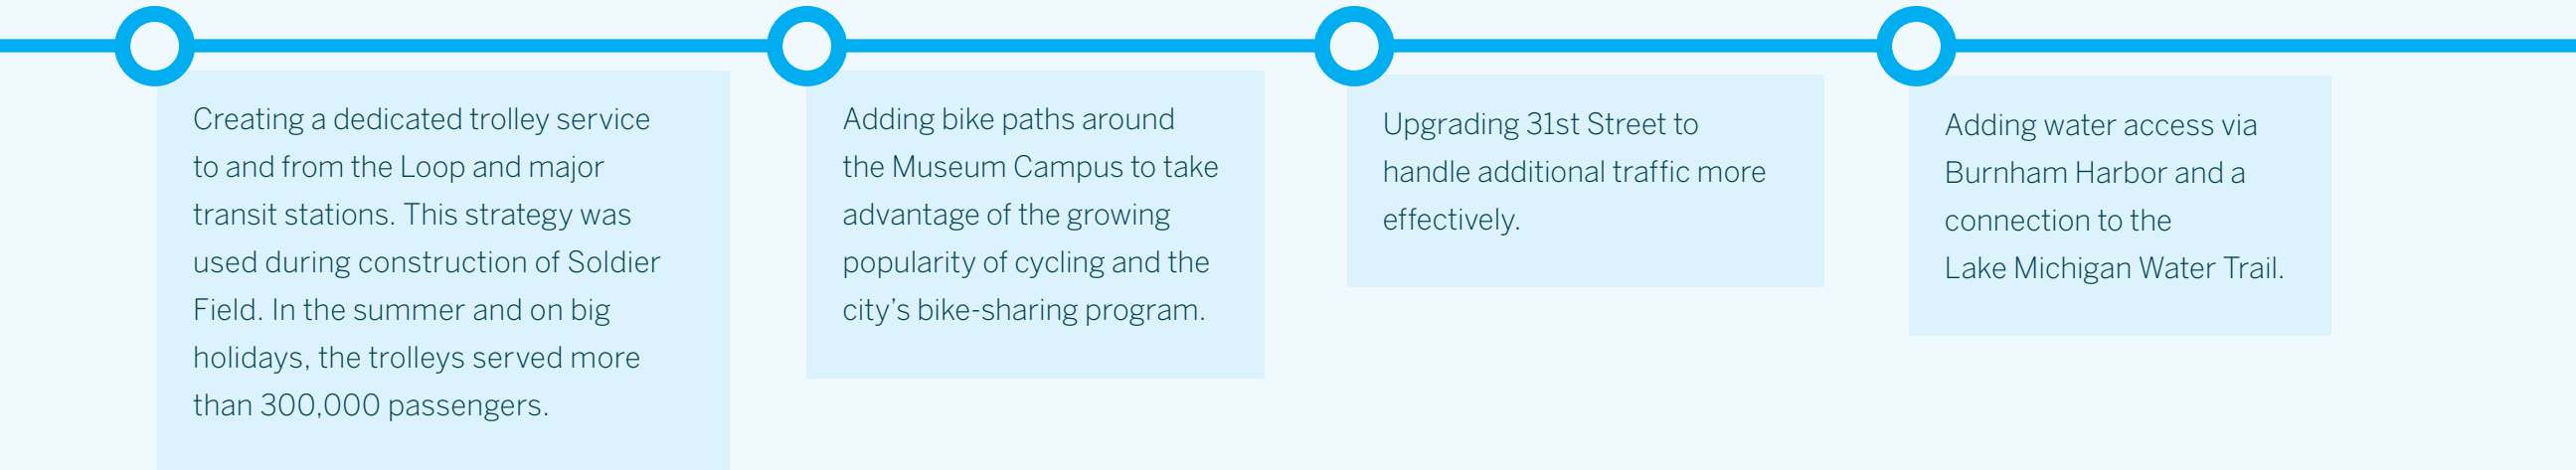 Creating a dedicated trolley service
to and from the Loop and major
transit stations. This strategy was
used during construction of Soldier
Field. In the summer and on big
holidays, the trolleys served more
than 300,000 passengers.
Adding bike paths around
the Museum Campus to take
advantage of the growing
popularity of cycling and the
city’s bike-sharing program.
Upgrading 31st Street to
handle additional traffic more
effectively.
Adding water access via
Burnham Harbor and a
connection to the
Lake Michigan Water Trail.